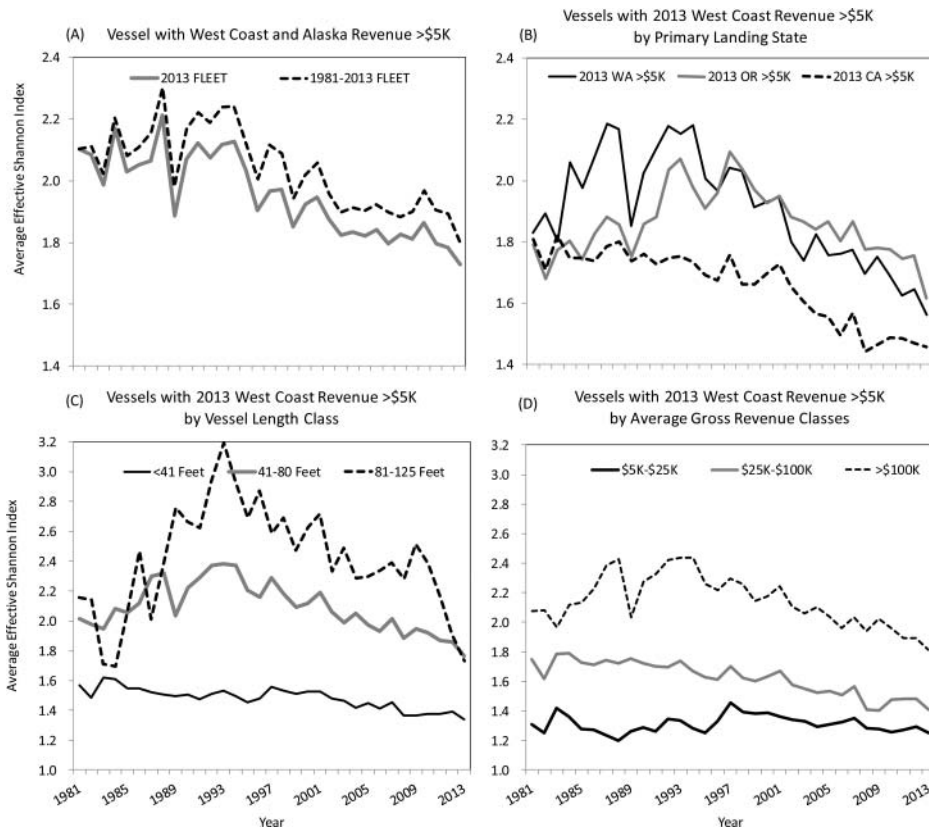 (A) Vessel with West Coast and Alaska Revenue >$5K
2013 FLEET 1981-2013 FLEET
Average Effective Shannon Index
2.4
2.2
2.0
1.8
1.6
1.4
(B) Vessels with 2013 West Coast Revenue >$5K
by Primary Landing State
2013 WA >$5K 2013 OR >$5K 2013 CA >$5K
2.4
2.2
2.0
1.8
1.6
1.4
(C) Vessels with 2013 West Coast Revenue >$5K
by Vessel Length Class
<41 Feet 41-80 Feet 81-125 Feet
Average Effective Shannon Index
3.2
3.0
2.8
2.6
2.4
2.2
2.0
1.8
1.6
1.4
1.2
1.0
1981 1985 1989 1993 1997 2001 2005 2009 2013
Year
(D) Vessels with 2013 West Coast Revenue >$5K
by Average Gross Revenue Classes
$5K-$25K $25K-$100K >$100K
3.2
3.0
2.8
2.6
2.4
2.2
2.0
1.8
1.6
1.4
1.2
1.0
1981 1985 1989 1993 1997 2001 2005 2009 2013
Year